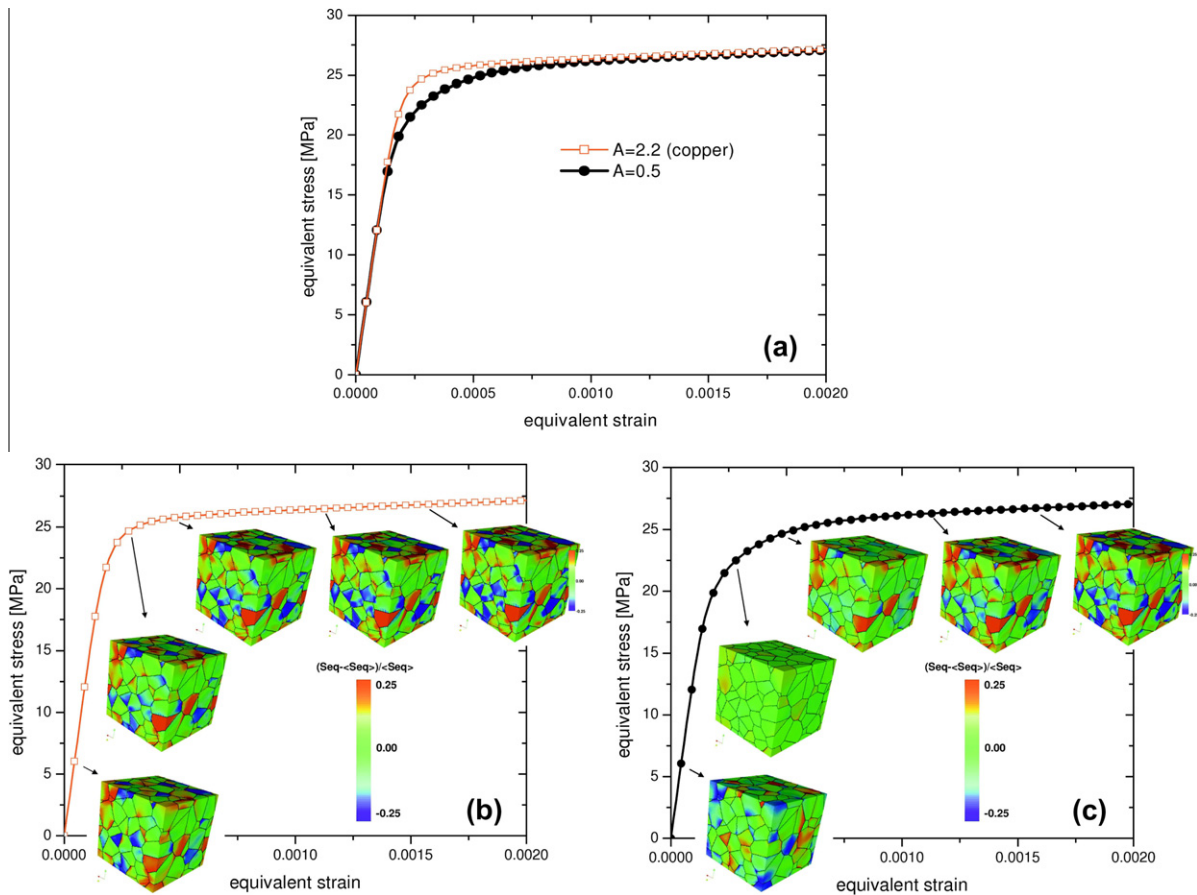 30
25
20
15
10
5
0
equivalent stress [MPa]
A=2.2 (copper)
A=0.5
(a)
0.0000 0.0005 0.0010 0.0015 0.0020
equivalent strain
30
25
20
15
10
5
0
equivalent stress [MPa]
(Seq-<Seq>)/<Seq>
0.25
0.00
-0.25
(b)
0.0000 0.0010 0.0015 0.0020
equivalent strain
30
25
20
15
10
5
0
equivalent stress [MPa]
(Seq-<Seq>)/<Seq>
0.25
0.00
-0.25
(c)
0.0000 0.0010 0.0015 0.0020
equivalent strain